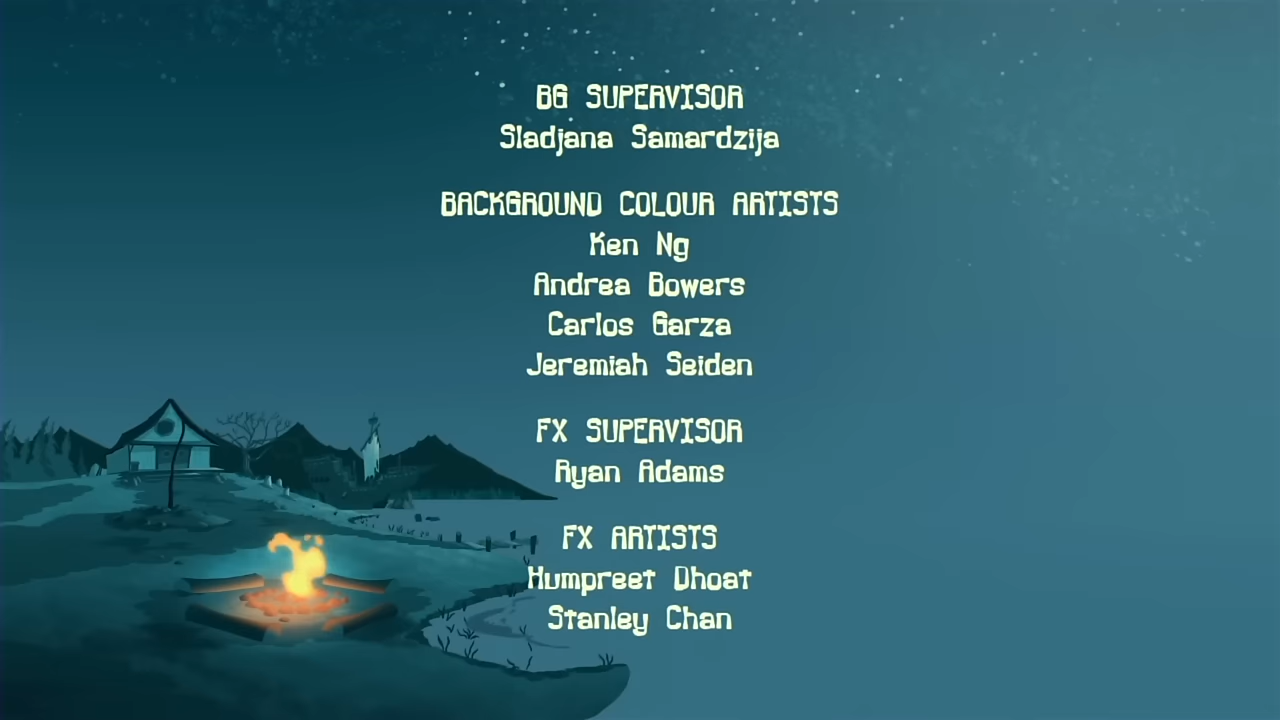 BG SUPERVISOR
Sladjana Samardzija
BACKGROUND COLOUR ARTISTS
Ken Ng
Andrea Bowers
Carlos Garza
Jeremiah Seiden
FX SUPERVISOR
Ryan Adams
FX ARTISTS
Humpreet Dhoat
Stanley Chan